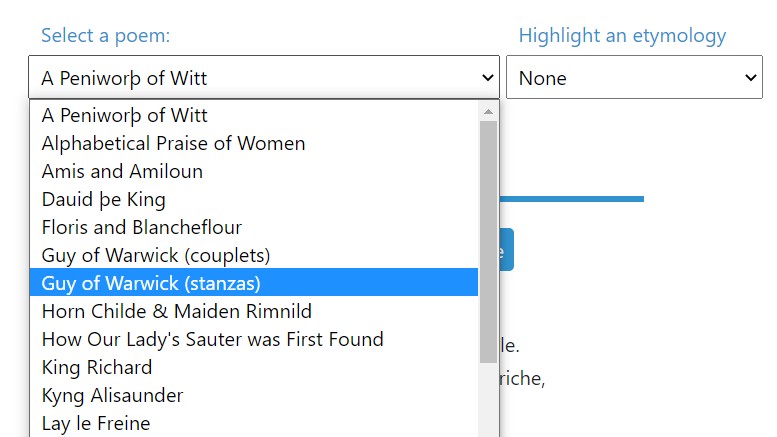 Select a poem:
Highlight an etymology
A Peniworþ of Witt
None
A Peniworþ of Witt
Alphabetical Praise of Women
Amis and Amiloun
Dauid þe King
Floris and Blancheflour
Guy of Warwick (couplets)
Guy of Warwick (stanzas)
Horn Childe & Maiden Rimnild
How Our Lady's Sauter was First Found
le.
King Richard
riche,
Kyng Alisaunder
Lay le Freine